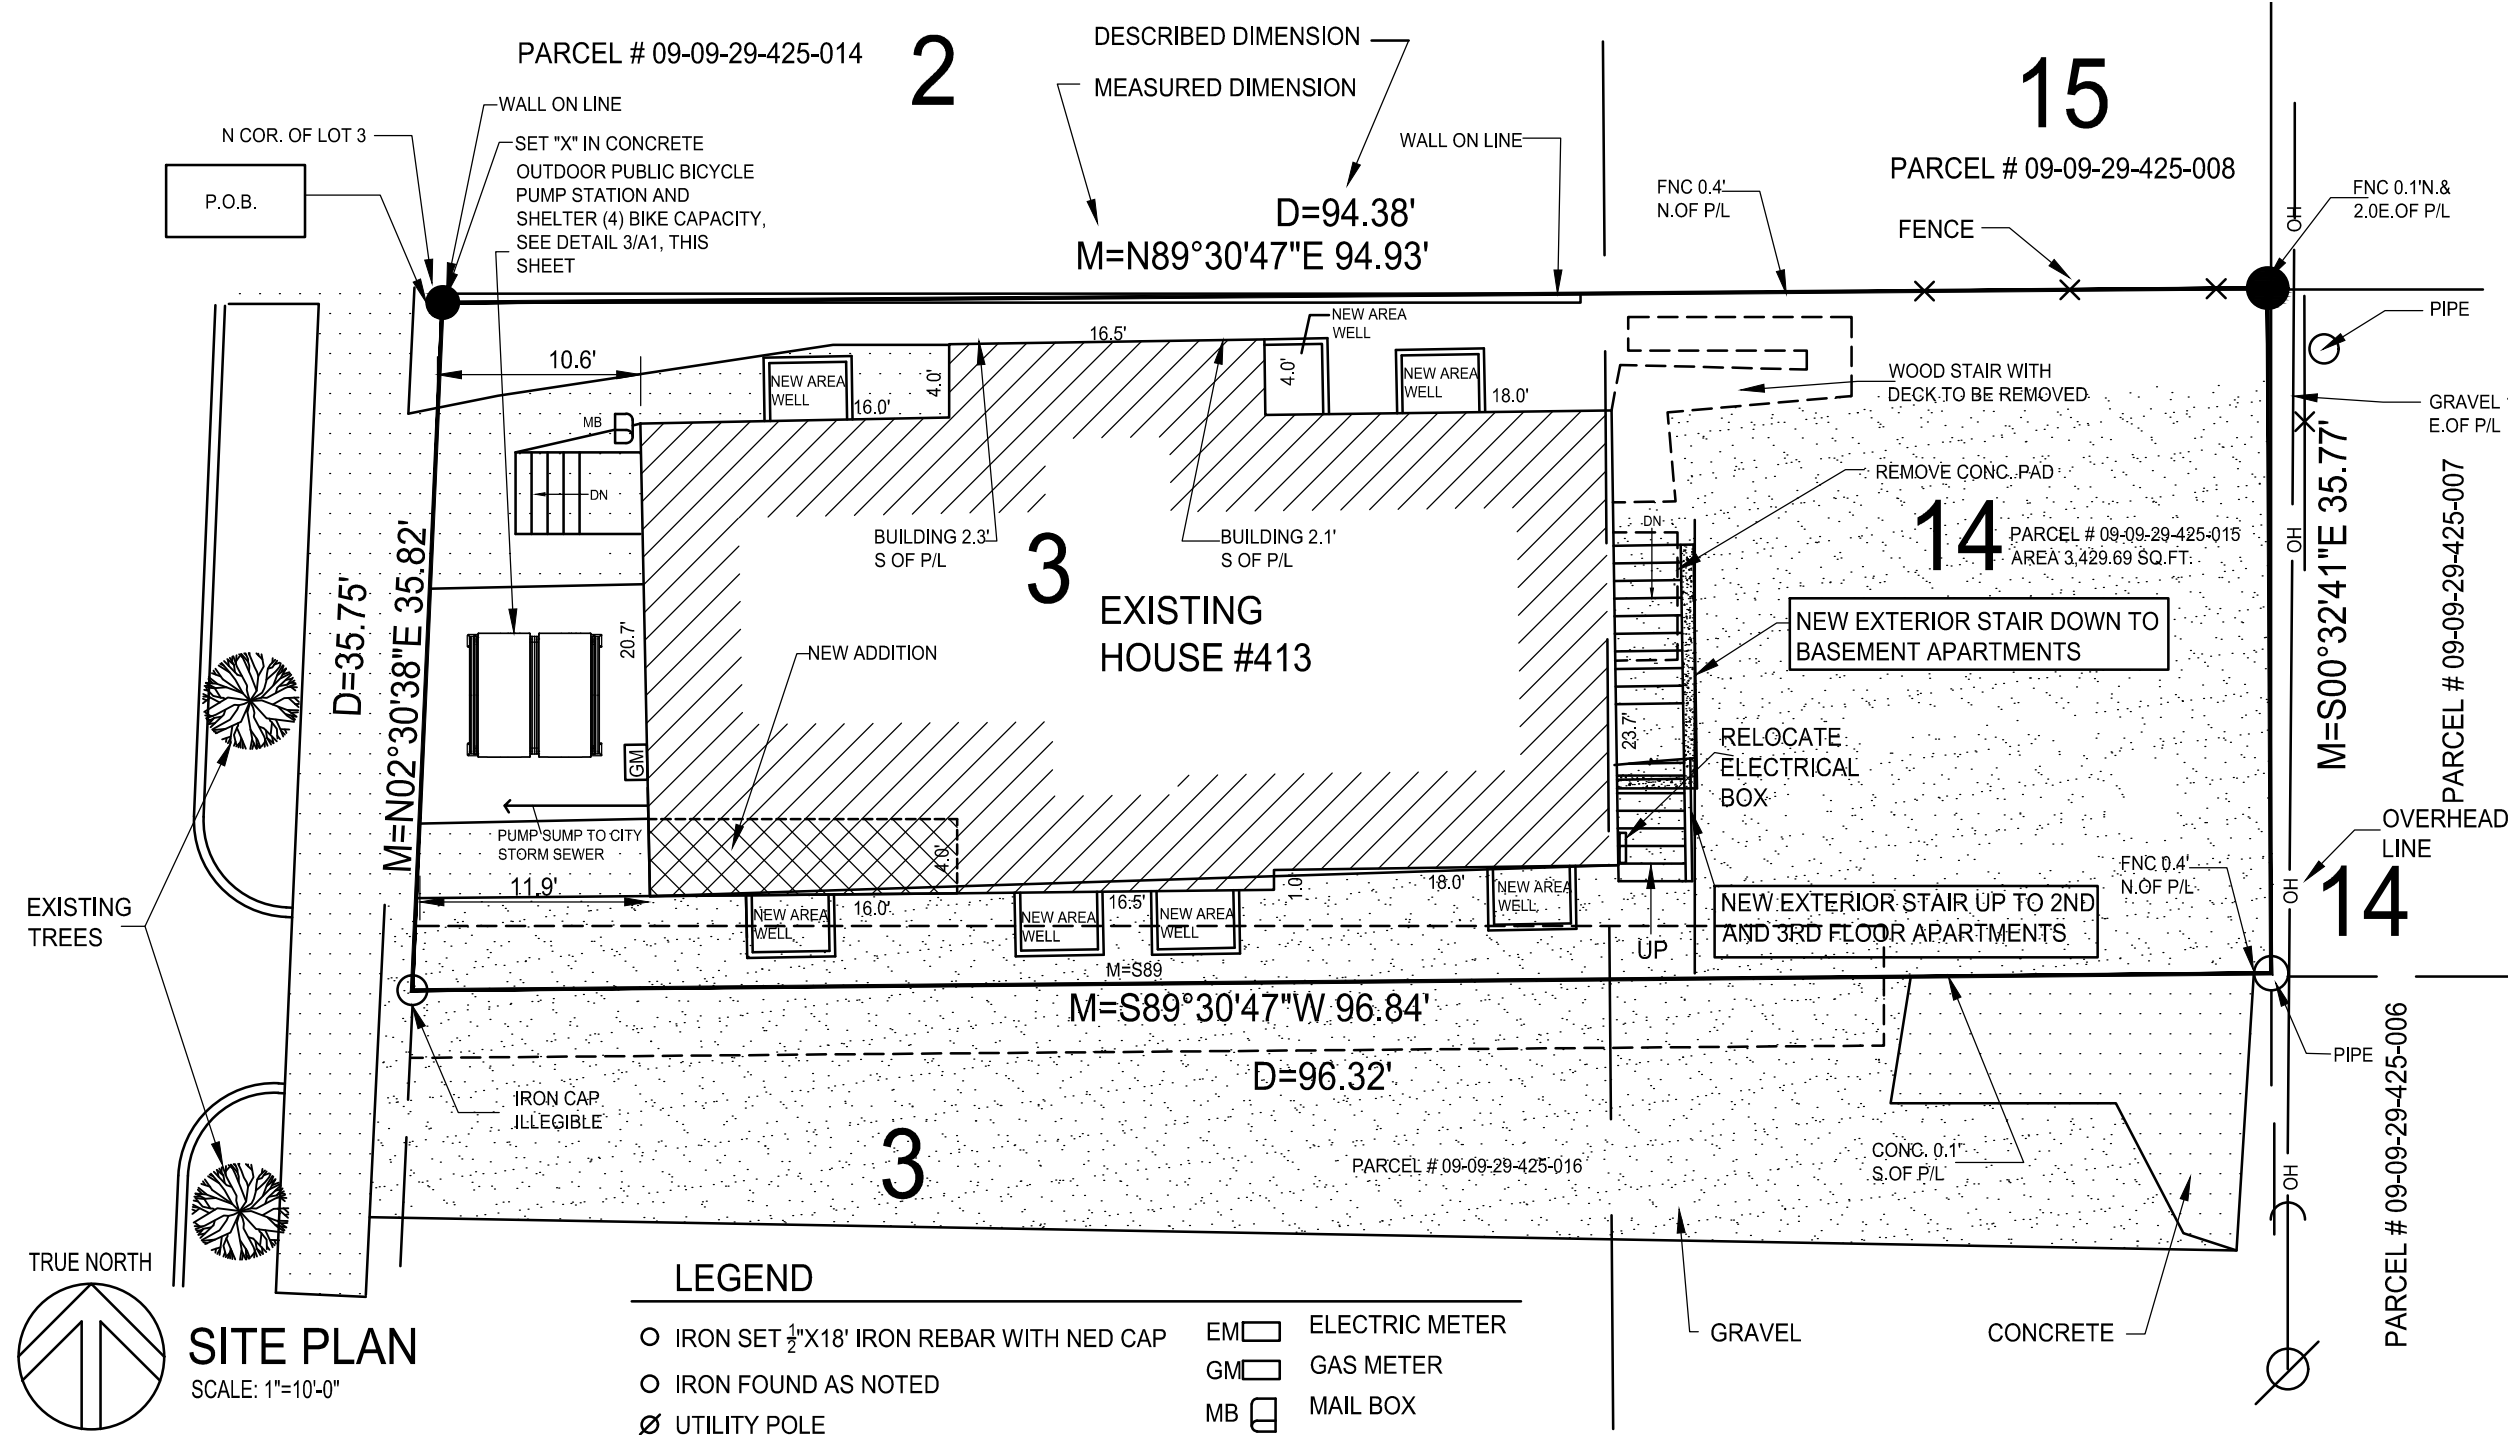 PARCEL # 09-09-29-425-014
2
DESCRIBED DIMENSION
MEASURED DIMENSION
15
PARCEL # 09-09-29-425-008
WALL ON LINE
N COR. OF LOT 3
SET "X" IN CONCRETE
P.O.B.
OUTDOOR PUBLIC BICYCLE
PUMP STATION AND
SHELTER (4) BIKE CAPACITY,
SEE DETAIL 3/A1, THIS
SHEET
WALL ON LINE
D=94.38'
M=N89°30'47"E 94.93'
FNC 0.4'
N.OF P/L
FENCE
FNC 0.1'N.&
2.0E.OF P/L
OH
PIPE
NEW AREA
WELL
16.5'
10.6'
4.0'
4.0'
NEW AREA
WELL
16.0'
NEW AREA
WELL
18.0'
WOOD STAIR WITH
DECK TO BE REMOVED
GRAVEL
E.OF P/L
MB
DN
REMOVE CONC. PAD
BUILDING 2.3'
S OF P/L
3
BUILDING 2.1'
S OF P/L
DN
14
PARCEL # 09-09-29-425-015
AREA 3,429.69 SQ.FT.
OH
M=S00°32'41"E 35.77'
PARCEL # 09-09-29-425-007
D=35.75'
M=N02°30'38"E 35.82'
EXISTING
HOUSE #413
NEW EXTERIOR STAIR DOWN TO
BASEMENT APARTMENTS
20.7'
NEW ADDITION
23.7'
GM
RELOCATE
ELECTRICAL
BOX
PUMP SUMP TO CITY
STORM SEWER
4.0'
OVERHEAD
LINE
14
FNC 0.4'
N.OF P/L
OH
11.9'
EXISTING
TREES
NEW AREA
WELL
16.0'
NEW AREA
WELL
16.5'
NEW AREA
WELL
1.0'
18.0'
NEW AREA
WELL
UP
NEW EXTERIOR STAIR UP TO 2ND
AND 3RD FLOOR APARTMENTS
M=S89
M=S89°30'47"W 96.84'
D=96.32'
PIPE
PARCEL # 09-09-29-425-006
IRON CAP
ILLEGIBLE
3
PARCEL # 09-09-29-425-016
CONC. 0.1'
S.OF P/L
OH
TRUE NORTH
SITE PLAN
SCALE: 1"=10'-0"
LEGEND
IRON SET ½"X18' IRON REBAR WITH NED CAP
IRON FOUND AS NOTED
UTILITY POLE
EM
ELECTRIC METER
GM
GAS METER
MB
MAIL BOX
GRAVEL
CONCRETE